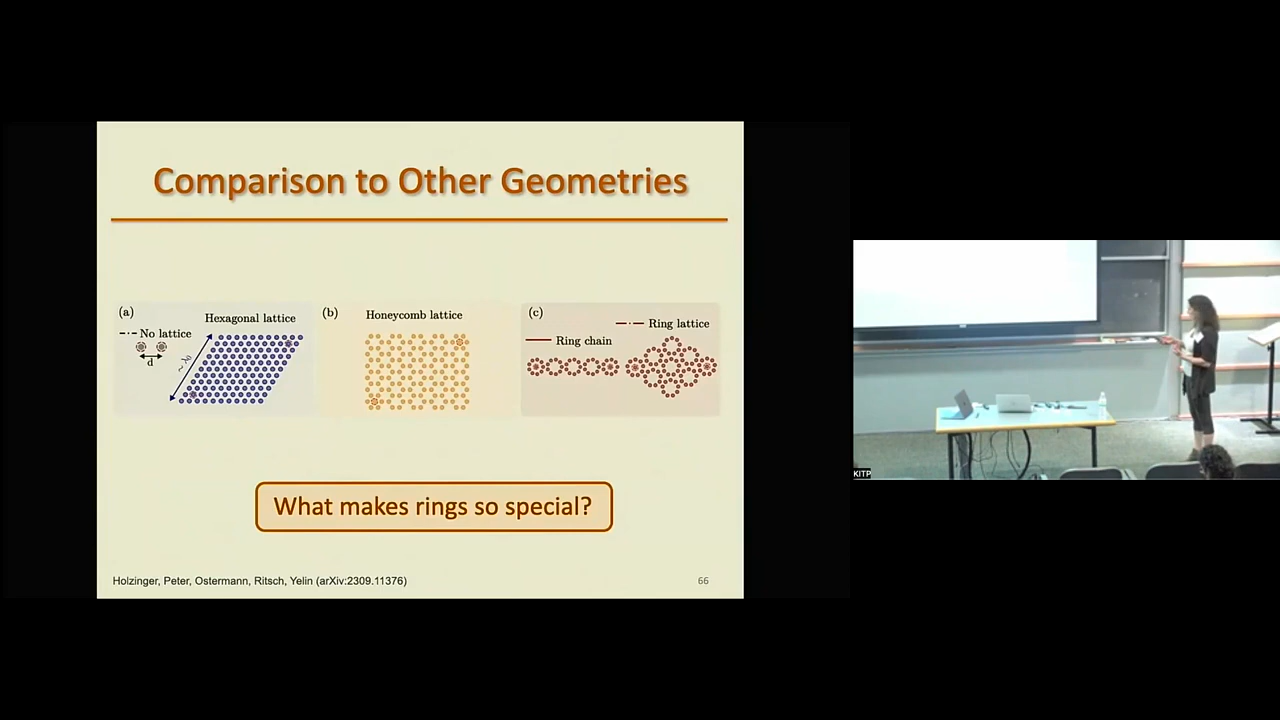 Comparison to Other Geometries
(a)
Hexagonal lattice
No lattice
d
~ λ₀
(b)
Honeycomb lattice
(c)
Ring lattice
Ring chain
What makes rings so special?
Holzinger, Peter, Ostermann, Ritsch, Yelin (arXiv:2309.11376)
66
KITP